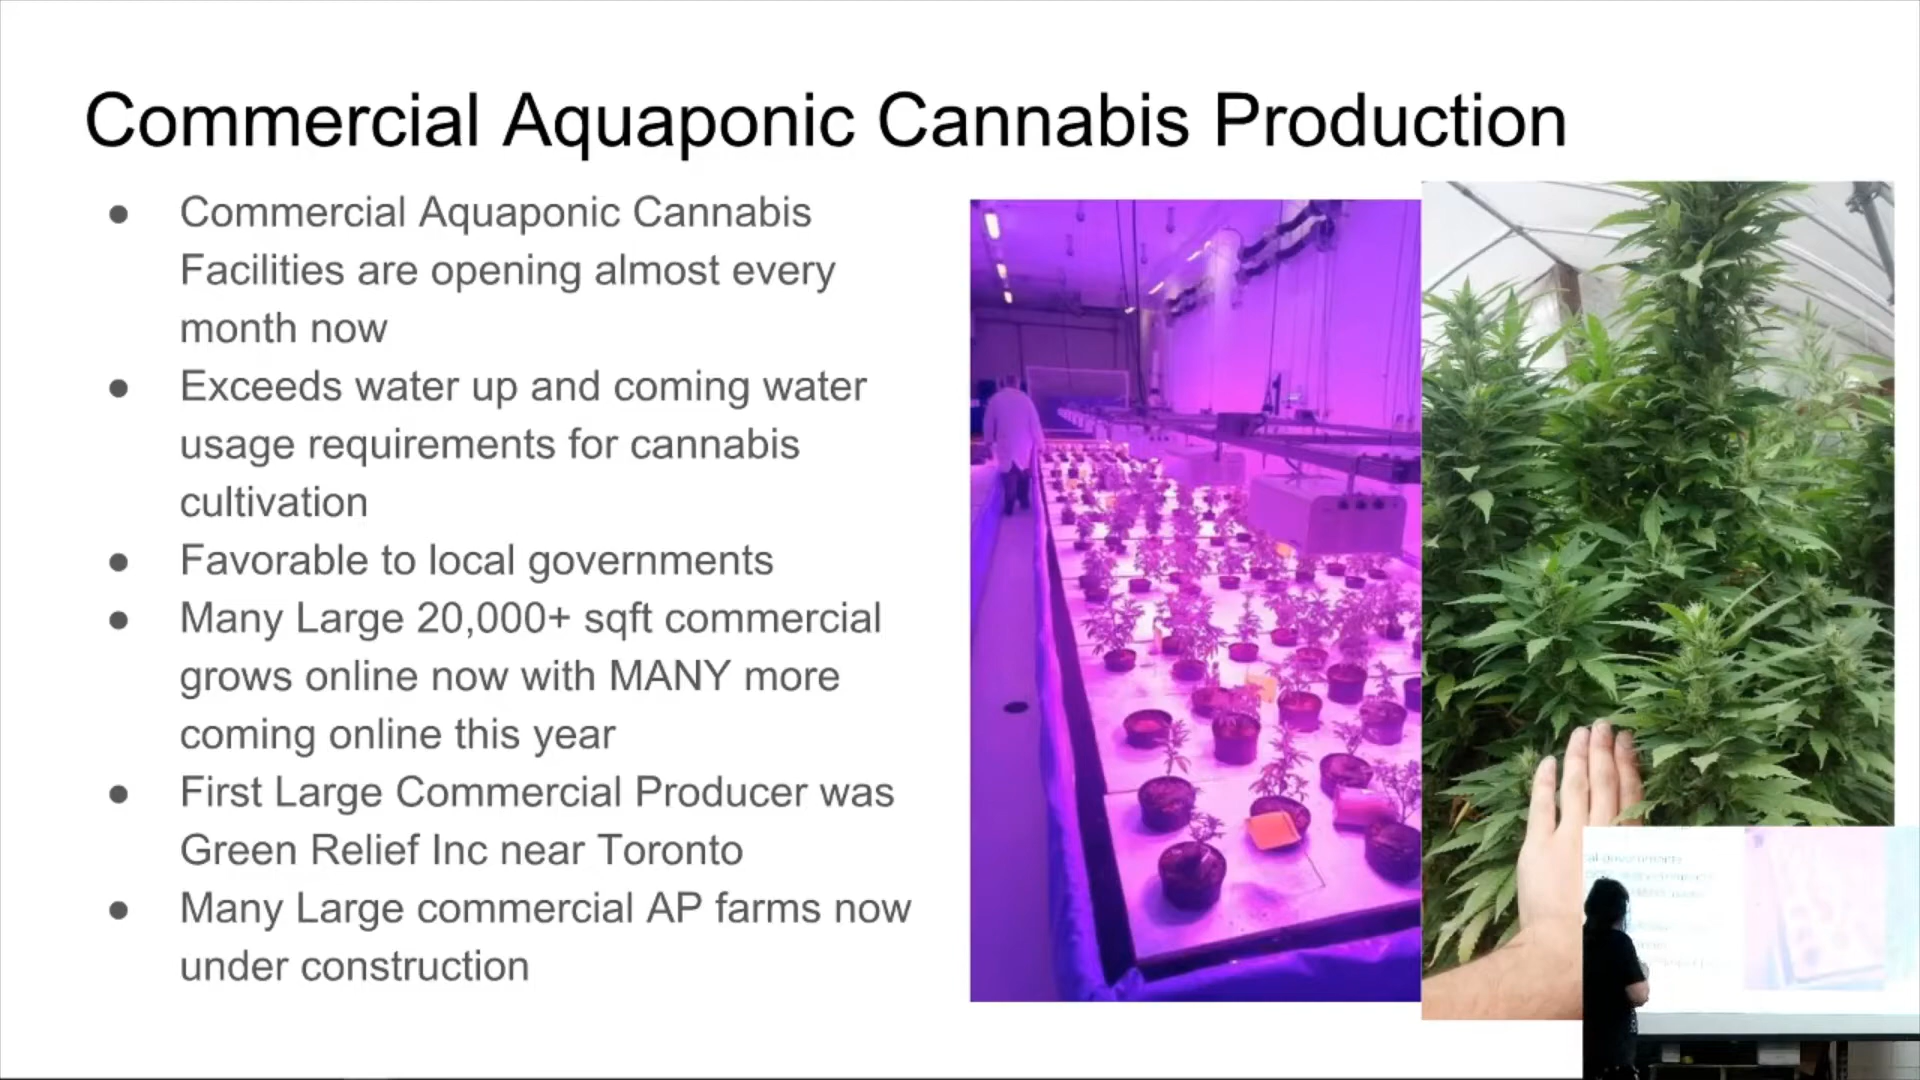 Commercial Aquaponic Cannabis Production
● Commercial Aquaponic Cannabis
Facilities are opening almost every
month now
● Exceeds water up and coming water
usage requirements for cannabis
cultivation
● Favorable to local governments
● Many Large 20,000+ sqft commercial
grows online now with MANY more
coming online this year
● First Large Commercial Producer was
Green Relief Inc near Toronto
● Many Large commercial AP farms now
under construction